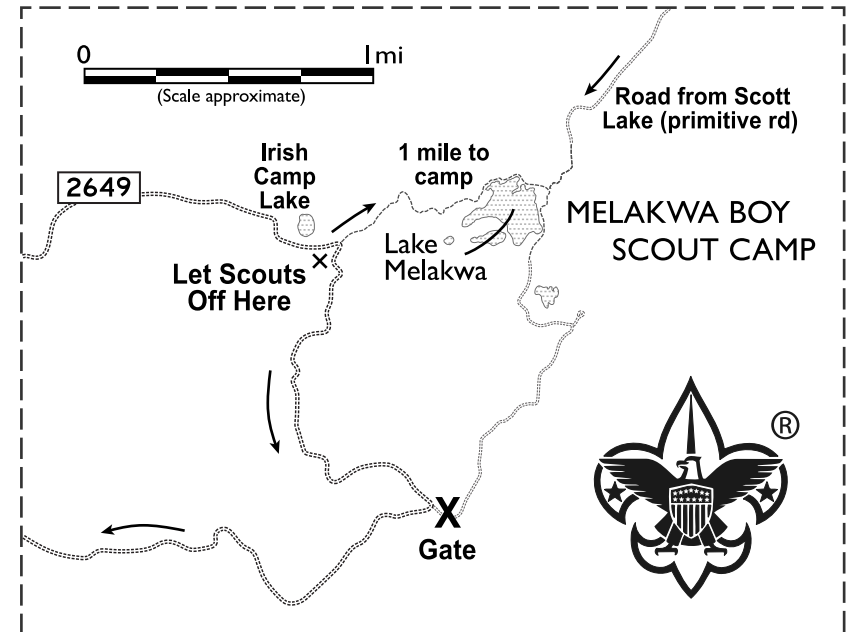 0 1 mi
(Scale approximate)
Road from Scott
Lake (primitive rd)
Irish
Camp
Lake
1 mile to
camp
2649
MELAKWA BOY
SCOUT CAMP
Lake
Melakwa
Let Scouts
Off Here
®
X
Gate